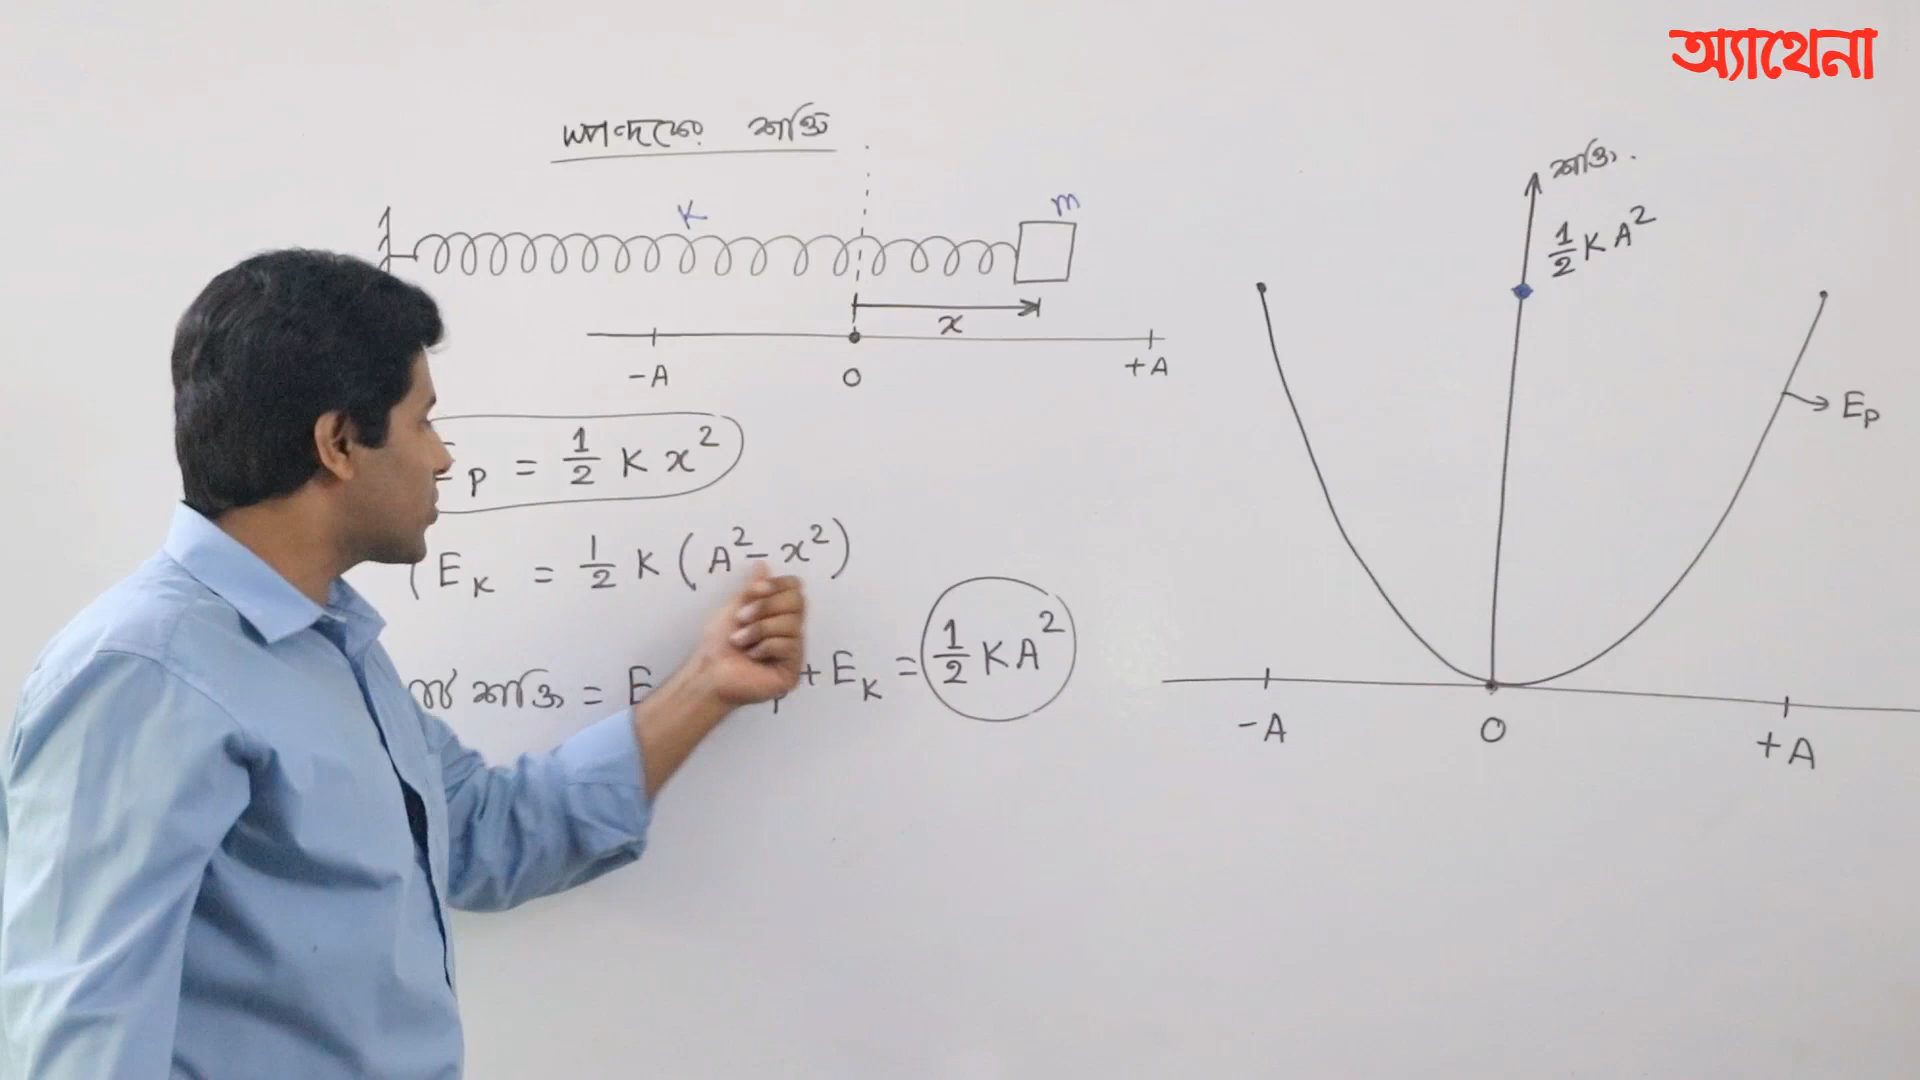 অ্যাথেনা
স্পন্দনের শক্তি
K
m
x
-A 0 +A
P = 1/2 K x²
E_K = 1/2 K (A² - x²)
শক্তি = E + E_K = 1/2 KA²
শক্তি.
1/2 KA²
E_P
-A 0 +A